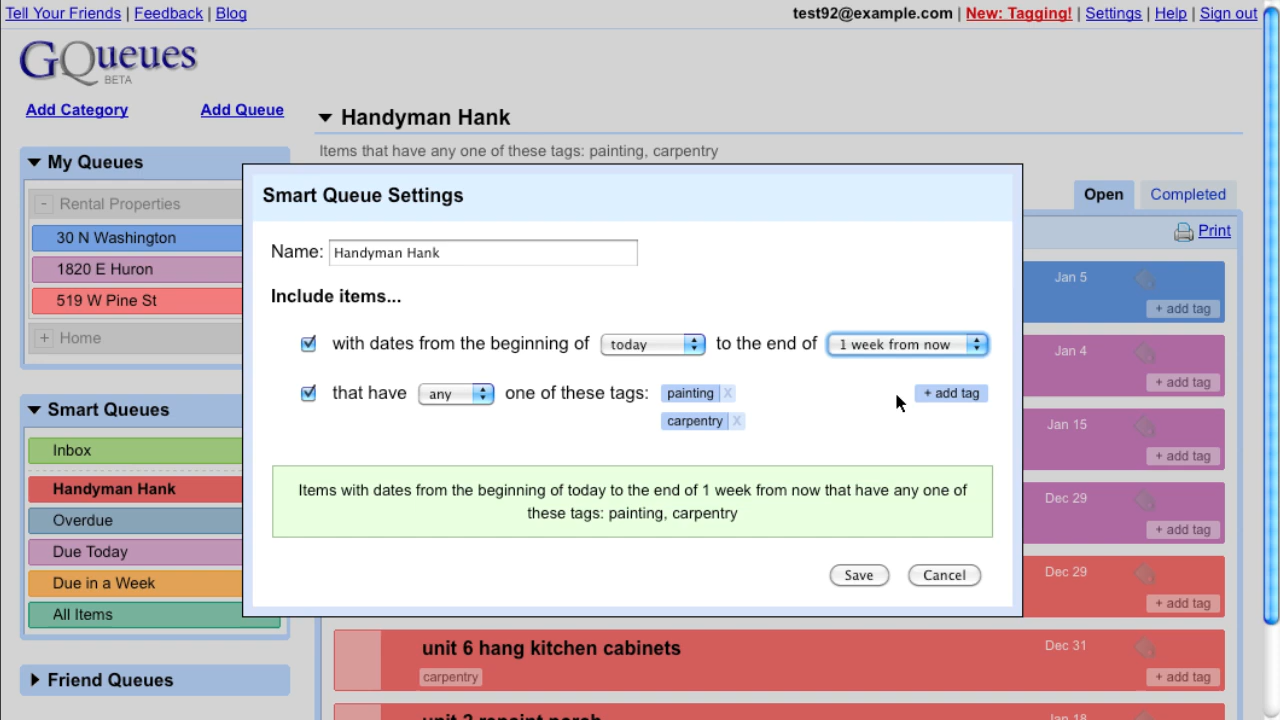 Tell Your Friends | Feedback | Blog
test92@example.com | New: Tagging! | Settings | Help | Sign out
GQueues
BETA
Add Category
Add Queue
Handyman Hank
Items that have any one of these tags: painting, carpentry
My Queues
- Rental Properties
30 N Washington
1820 E Huron
519 W Pine St
+ Home
Smart Queues
Inbox
Handyman Hank
Overdue
Due Today
Due in a Week
All Items
Friend Queues
Smart Queue Settings
Name: Handyman Hank
Include items...
with dates from the beginning of today to the end of 1 week from now
that have any one of these tags: painting X + add tag
carpentry X
Items with dates from the beginning of today to the end of 1 week from now that have any one of
these tags: painting, carpentry
Save Cancel
Open Completed
Print
Jan 5
+ add tag
Jan 4
+ add tag
Jan 15
+ add tag
Dec 29
+ add tag
Dec 29
+ add tag
unit 6 hang kitchen cabinets
Dec 31
carpentry
+ add tag
unit 2 repaint porch
Jan 18